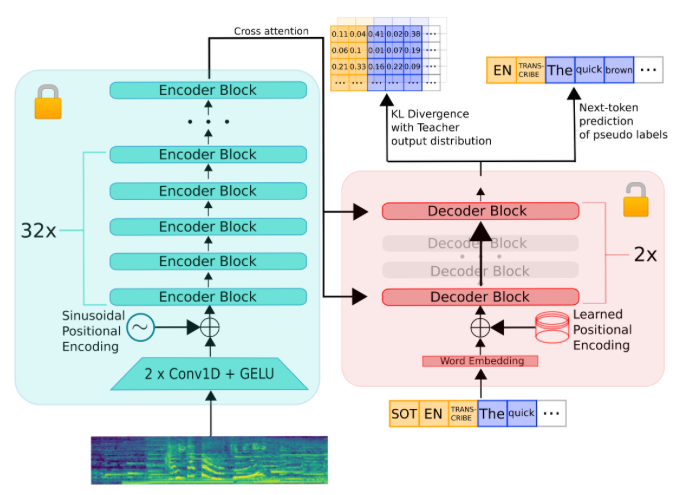 Cross attention
0.11 0.04 0.41 0.02 0.38 ...
0.06 0.1 0.01 0.07 0.19 ...
0.21 0.33 0.16 0.22 0.09 ...
... ... ... ... ...
EN TRANS-
CRIBE The quick brown ...
KL Divergence
with Teacher
output distribution
Next-token
prediction
of pseudo labels
Encoder Block
...
Encoder Block
Encoder Block
32x
Encoder Block
Encoder Block
Encoder Block
Sinusoidal
Positional
Encoding
~
2 x Conv1D + GELU
Decoder Block
Decoder Block
...
Decoder Block
2x
Decoder Block
Learned
Positional
Encoding
Word Embedding
SOT EN TRANS-
CRIBE The quick ...